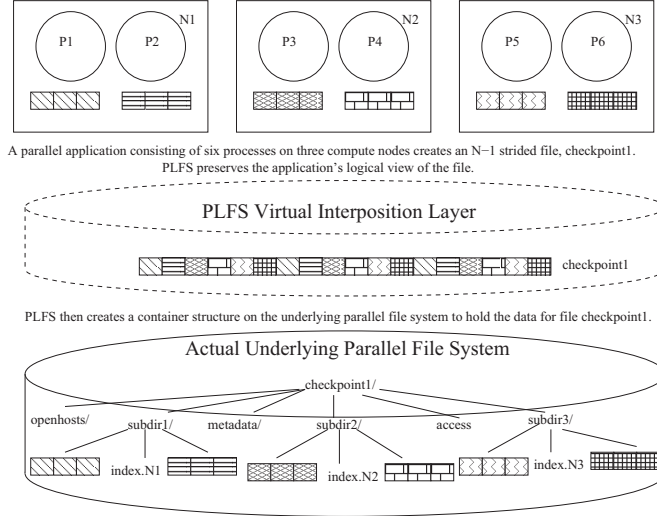 N1
P1 P2
N2
P3 P4
N3
P5 P6
A parallel application consisting of six processes on three compute nodes creates an N−1 strided file, checkpoint1.
PLFS preserves the application's logical view of the file.
PLFS Virtual Interposition Layer
checkpoint1
PLFS then creates a container structure on the underlying parallel file system to hold the data for file checkpoint1.
Actual Underlying Parallel File System
checkpoint1/
openhosts/ subdir1/ metadata/ subdir2/ access subdir3/
index.N1 index.N2 index.N3